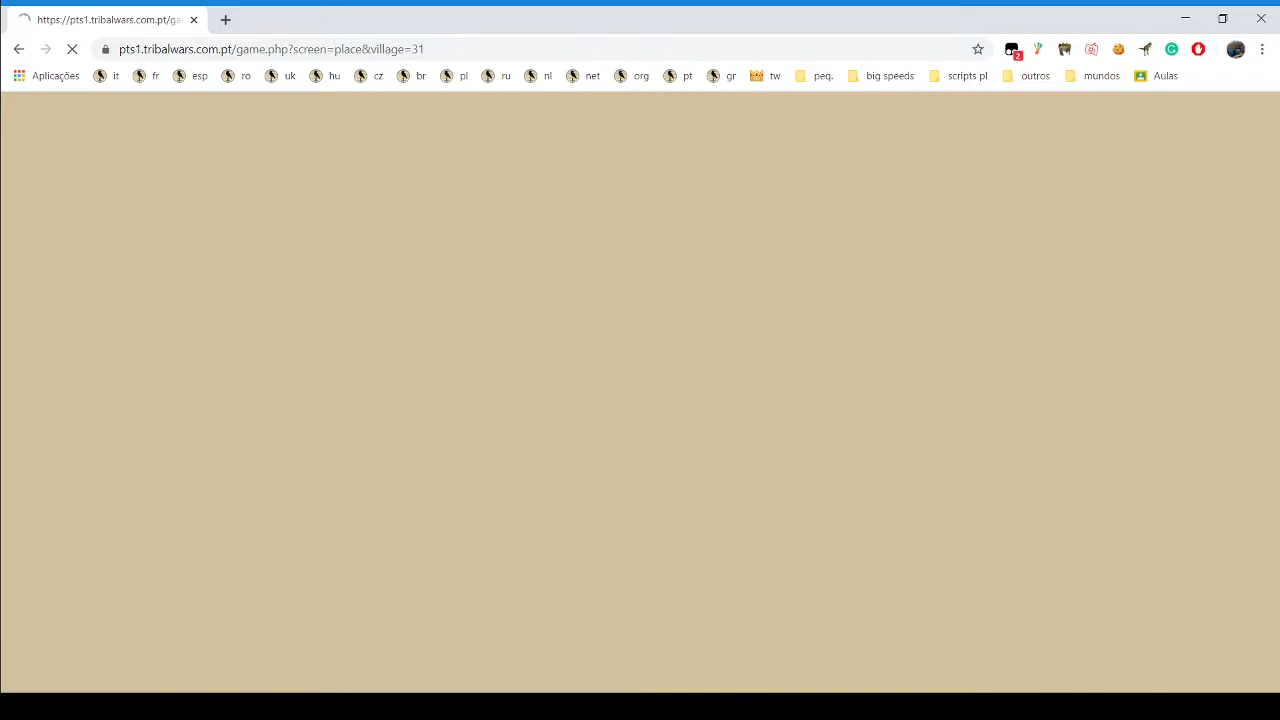 https://pts1.tribalwars.com.pt/ga
pts1.tribalwars.com.pt/game.php?screen=place&village=31
2
Aplicações it fr esp ro uk hu cz br pl ru nl net org pt gr tw peq. big speeds scripts pl outros mundos Aulas